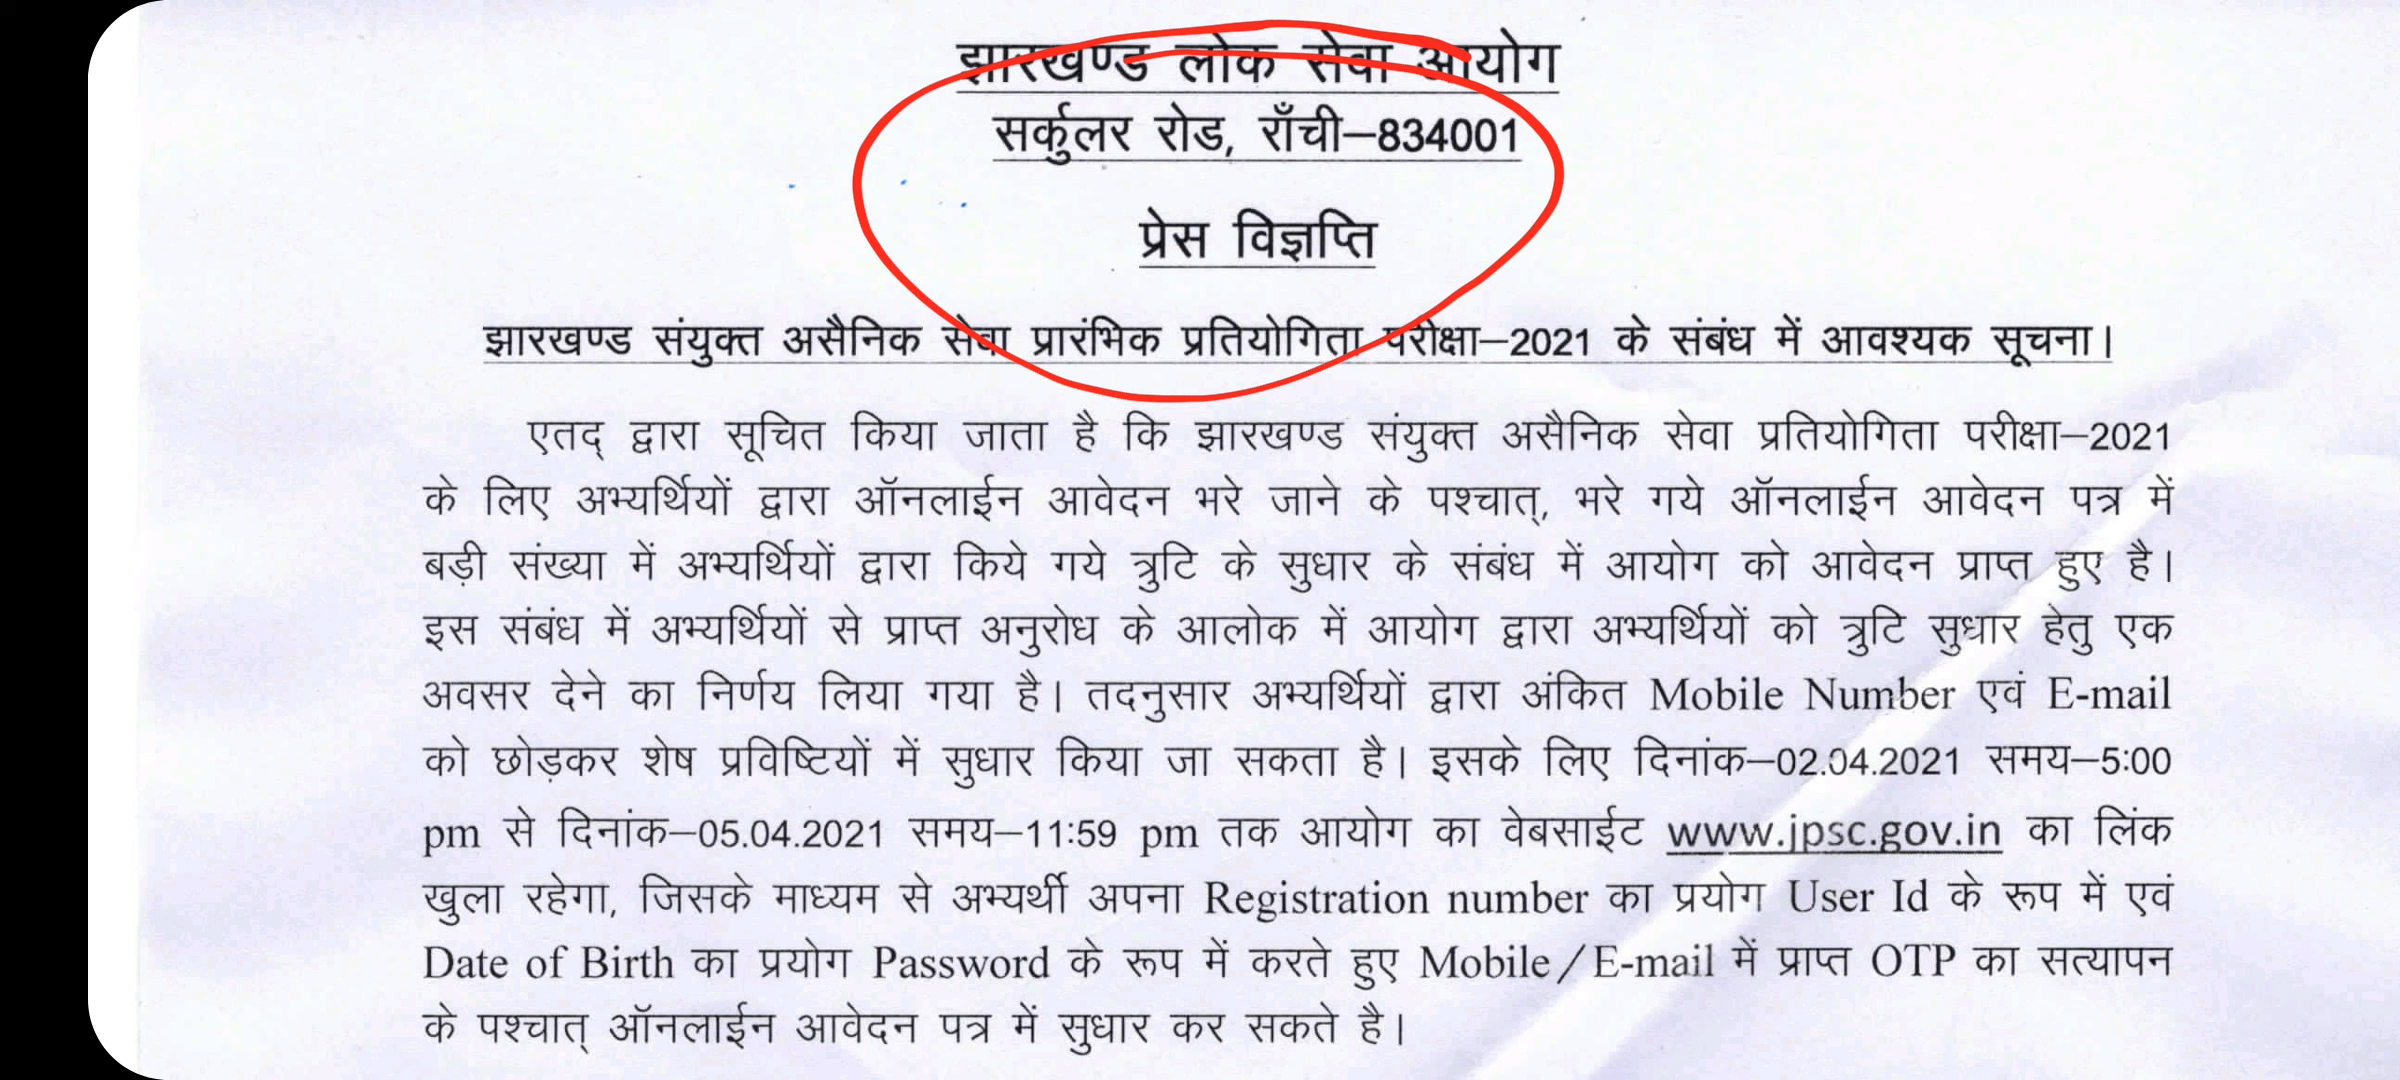 झारखण्ड लोक सेवा आयोग
सर्कुलर रोड, राँची–834001
प्रेस विज्ञप्ति
झारखण्ड संयुक्त असैनिक सेवा प्रारंभिक प्रतियोगिता परीक्षा–2021 के संबंध में आवश्यक सूचना।
एतद् द्वारा सूचित किया जाता है कि झारखण्ड संयुक्त असैनिक सेवा प्रतियोगिता परीक्षा–2021
के लिए अभ्यर्थियों द्वारा ऑनलाईन आवेदन भरे जाने के पश्चात्, भरे गये ऑनलाईन आवेदन पत्र में
बड़ी संख्या में अभ्यर्थियों द्वारा किये गये त्रुटि के सुधार के संबंध में आयोग को आवेदन प्राप्त हुए है।
इस संबंध में अभ्यर्थियों से प्राप्त अनुरोध के आलोक में आयोग द्वारा अभ्यर्थियों को त्रुटि सुधार हेतु एक
अवसर देने का निर्णय लिया गया है। तदनुसार अभ्यर्थियों द्वारा अंकित Mobile Number एवं E-mail
को छोड़कर शेष प्रविष्टियों में सुधार किया जा सकता है। इसके लिए दिनांक–02.04.2021 समय–5:00
pm से दिनांक–05.04.2021 समय–11:59 pm तक आयोग का वेबसाईट www.jpsc.gov.in का लिंक
खुला रहेगा, जिसके माध्यम से अभ्यर्थी अपना Registration number का प्रयोग User Id के रूप में एवं
Date of Birth का प्रयोग Password के रूप में करते हुए Mobile/E-mail में प्राप्त OTP का सत्यापन
के पश्चात् ऑनलाईन आवेदन पत्र में सुधार कर सकते है।